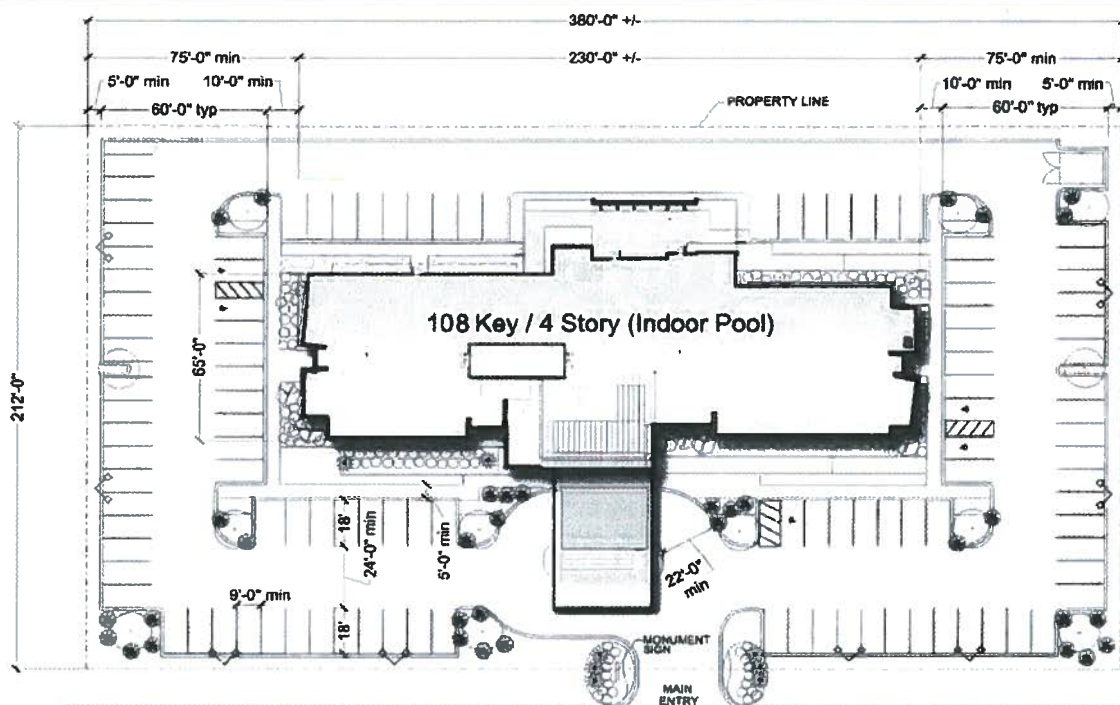 380'-0" +/-
75'-0" min
230'-0" +/-
75'-0" min
5'-0" min
10'-0" min
10'-0" min
5'-0" min
60'-0" typ
60'-0" typ
PROPERTY LINE
108 Key / 4 Story (Indoor Pool)
65'-0"
212'-0"
18'
24'-0" min
5'-0" min
22'-0"
min
9'-0" min
18'
MONUMENT
SIGN
MAIN
ENTRY